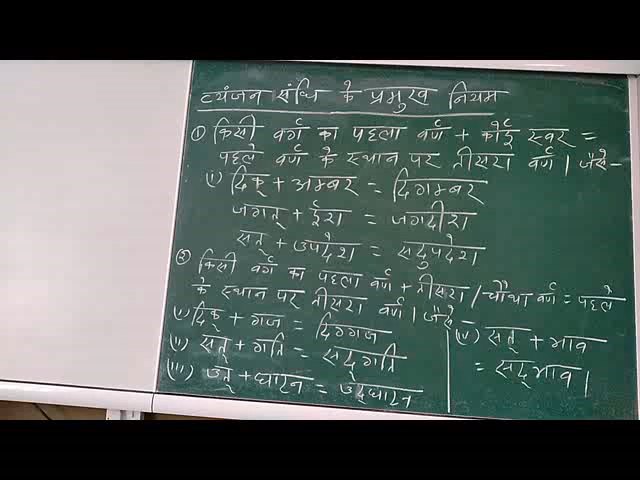 व्यंजन संधि के प्रमुख नियम
① किसी वर्ग का पहला वर्ण + कोई स्वर =
पहले वर्ण के स्थान पर तीसरा वर्ण । जैसे –
(i) दिक् + अम्बर = दिगम्बर
जगत् + ईश = जगदीश
सत् + उपदेश = सदुपदेश
② किसी वर्ग का पहला वर्ण + तीसरा / चौथा वर्ण = पहले
के स्थान पर तीसरा वर्ण । जैसे –
(i) दिक् + गज = दिग्गज
(ii) सत् + गति = सद्गति
(iii) उत् + धारन = उद्धारन
(iv) सत् + भाव
= सद्भाव ।